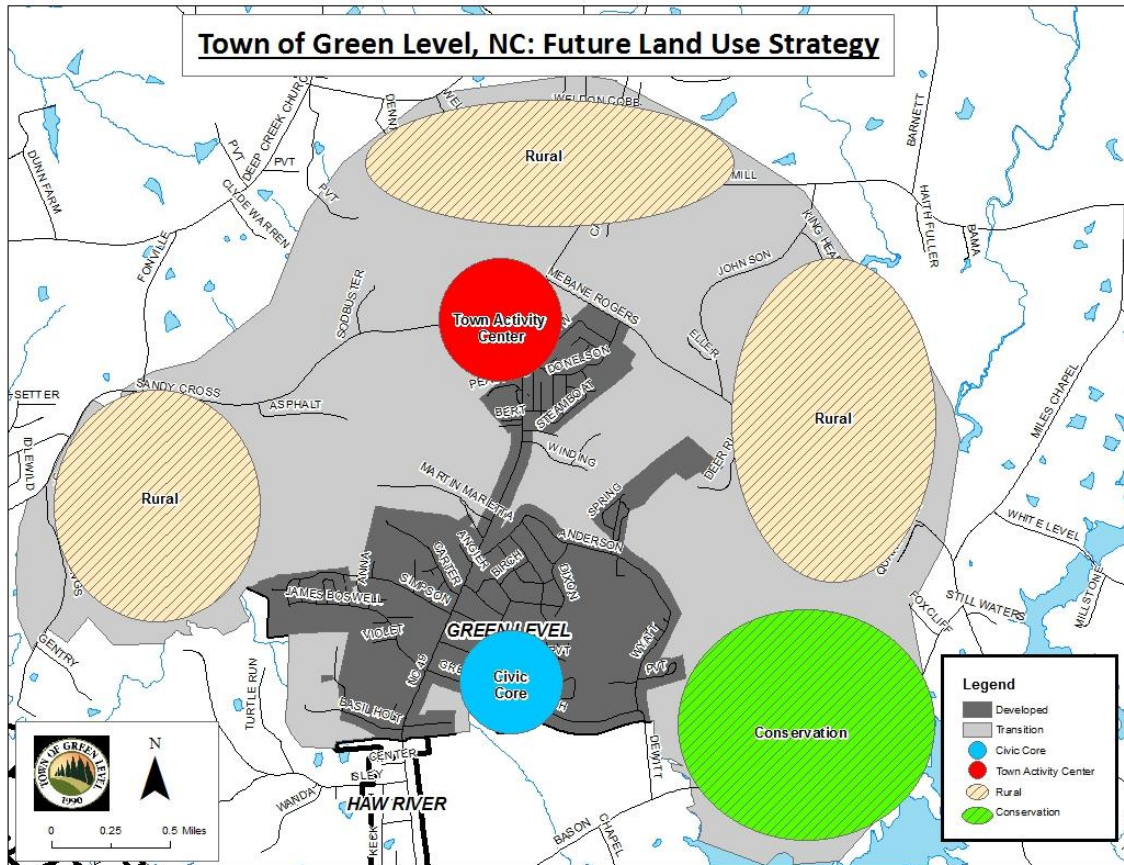 Town of Green Level, NC: Future Land Use Strategy
WELDON COBB
DUNN FARM
PVT
DEEP CREEK CHURCH
PVT
CLYDE WARREN
PVT
Rural
MILL
BARNETT
HAITH FULLER
BAMA
FONVILLE
SODBUSTER
JOHNSON
MEBANE ROGERS
Town Activity
Center
DONELSON
ELLER
SETTER
SANDY CROSS
ASPHALT
BERT
STEAMBOAT
MILES CHAPEL
Rural
IDLEWILD
WINDING
Rural
MARTIN MARIETTA
SPRING
WHITE LEVEL
ANGIER
BIRCH
ANDERSON
CARTER
ANNA
SIMPSON
DIXON
JAMES BOSWELL
MILLSTONE
FOXCLIFF
STILL WATERS
GENTRY
VIOLET
GREEN LEVEL
WYATT
PVT
PVT
TURTLE RUN
NC 49
Civic
Core
BASIL HOLT
Conservation
DEWITT
CENTER
ISLEY
WANDA
HAW RIVER
KECK
BASON
CHAPEL
TOWN OF GREEN LEVEL
1990
N
0 0.25 0.5 Miles
Legend
Developed
Transition
Civic Core
Town Activity Center
Rural
Conservation